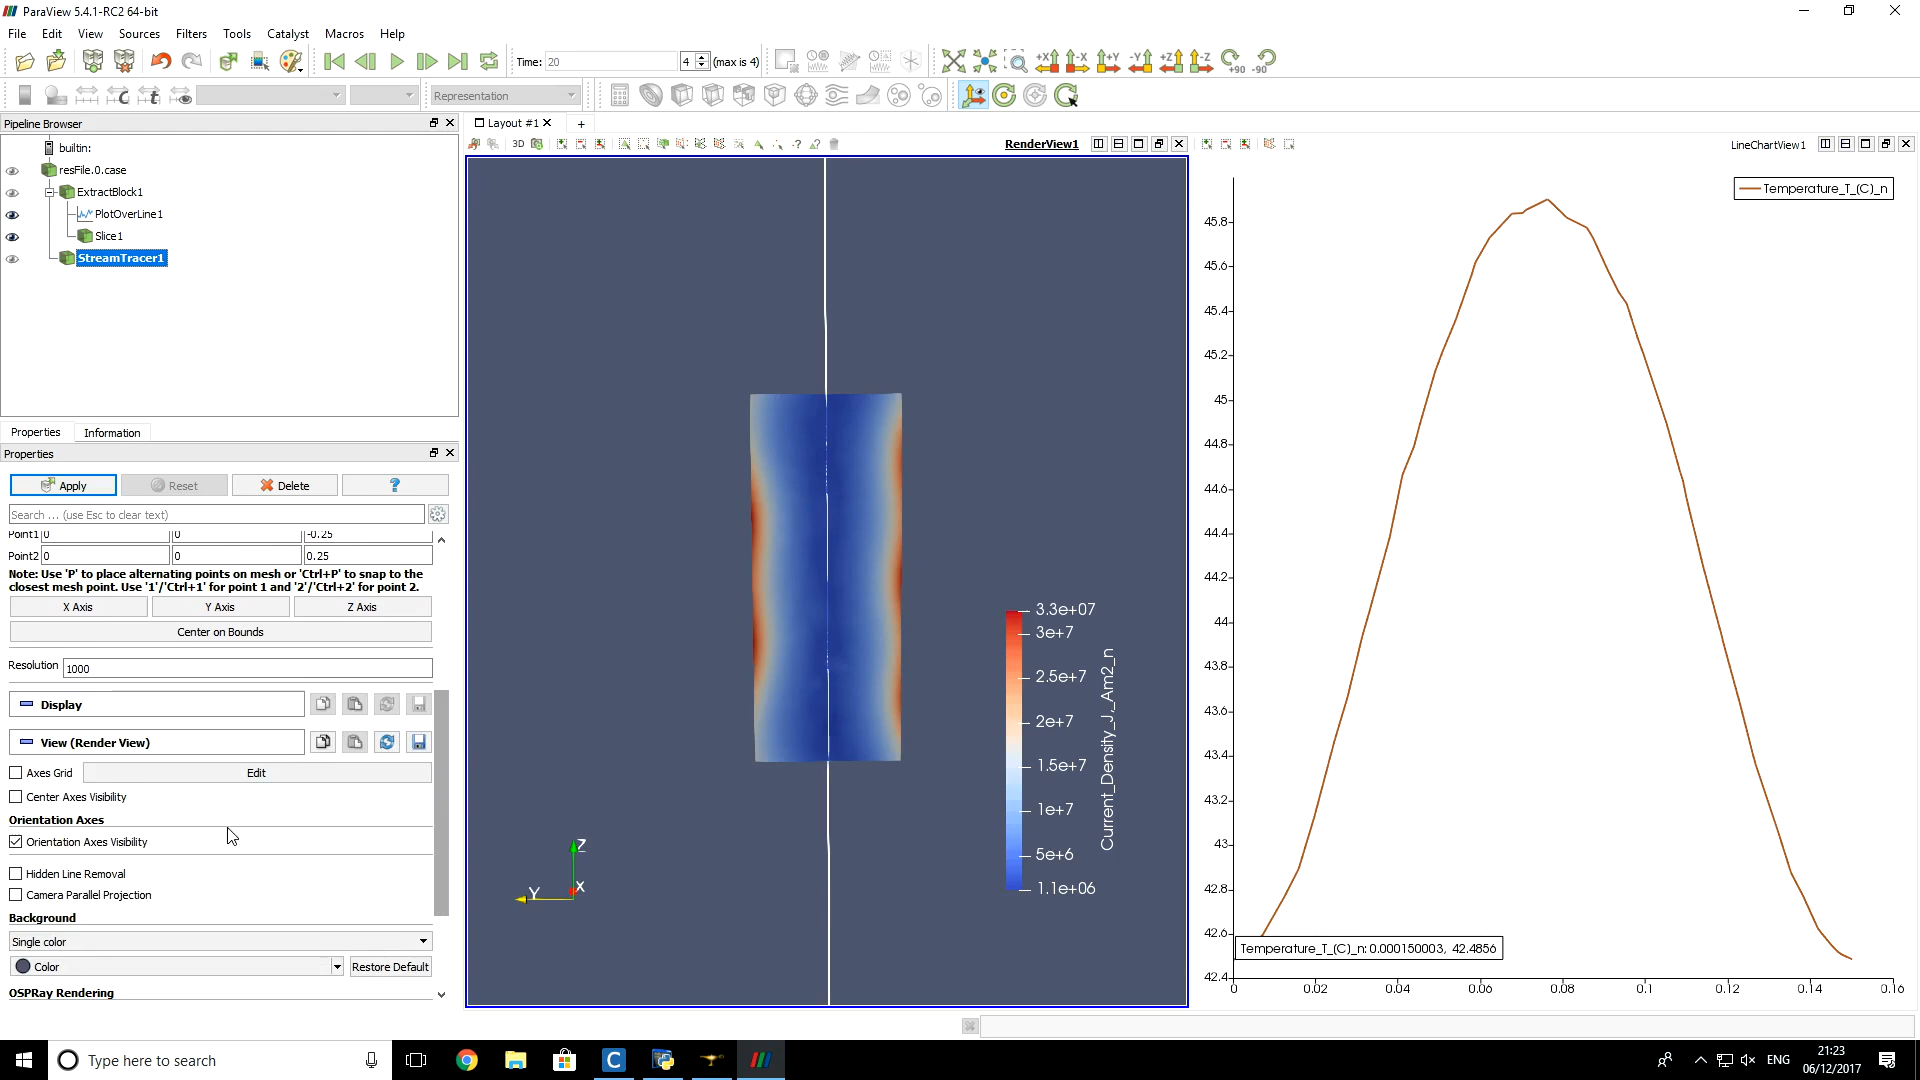 ParaView 5.4.1-RC2 64-bit
File Edit View Sources Filters Tools Catalyst Macros Help
Time: 20 4 (max is 4)
+X -X +Y -Y +Z -Z +90 -90
Representation
Pipeline Browser
builtin:
resFile.0.case
ExtractBlock1
PlotOverLine1
Slice1
StreamTracer1
Properties Information
Properties
Apply Reset Delete ?
Search ... (use Esc to clear text)
Point1 0 0 -0.25
Point2 0 0 0.25
Note: Use 'P' to place alternating points on mesh or 'Ctrl+P' to snap to the
closest mesh point. Use '1'/'Ctrl+1' for point 1 and '2'/'Ctrl+2' for point 2.
X Axis Y Axis Z Axis
Center on Bounds
Resolution 1000
Display
View (Render View)
Axes Grid Edit
Center Axes Visibility
Orientation Axes
Orientation Axes Visibility
Hidden Line Removal
Camera Parallel Projection
Background
Single color
Color Restore Default
OSPRay Rendering
Layout #1 +
3D
RenderView1
3.3e+07
3e+7
2.5e+7
2e+7
1.5e+7
1e+7
5e+6
1.1e+06
Current_Density_J,_Am2_n
Z
Y
X
LineChartView1
Temperature_T_(C)_n
45.8
45.6
45.4
45.2
45
44.8
44.6
44.4
44.2
44
43.8
43.6
43.4
43.2
43
42.8
42.6
42.4
Temperature_T_(C)_n: 0.000150003, 42.4856
0 0.02 0.04 0.06 0.08 0.1 0.12 0.14 0.16
Type here to search
C
ENG
21:23
06/12/2017